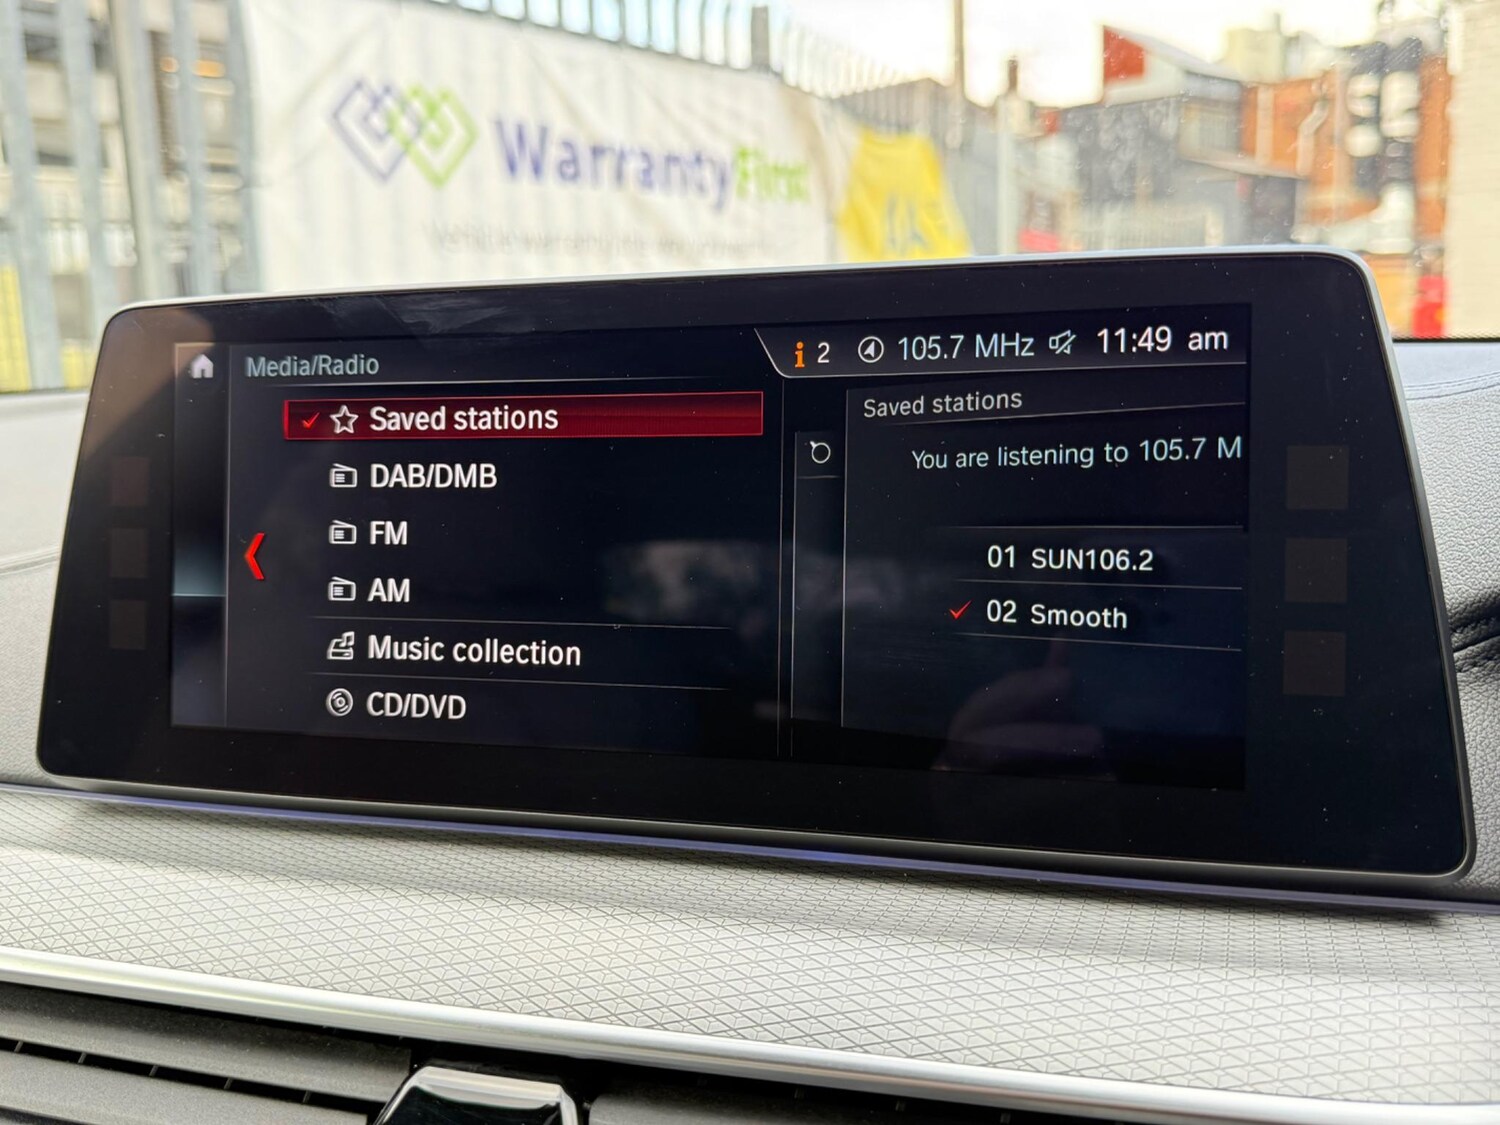 WarrantyFirst
Media/Radio
i 2 105.7 MHz 11:49 am
Saved stations
DAB/DMB
FM
AM
Music collection
CD/DVD
Saved stations
You are listening to 105.7 M
01 SUN106.2
02 Smooth